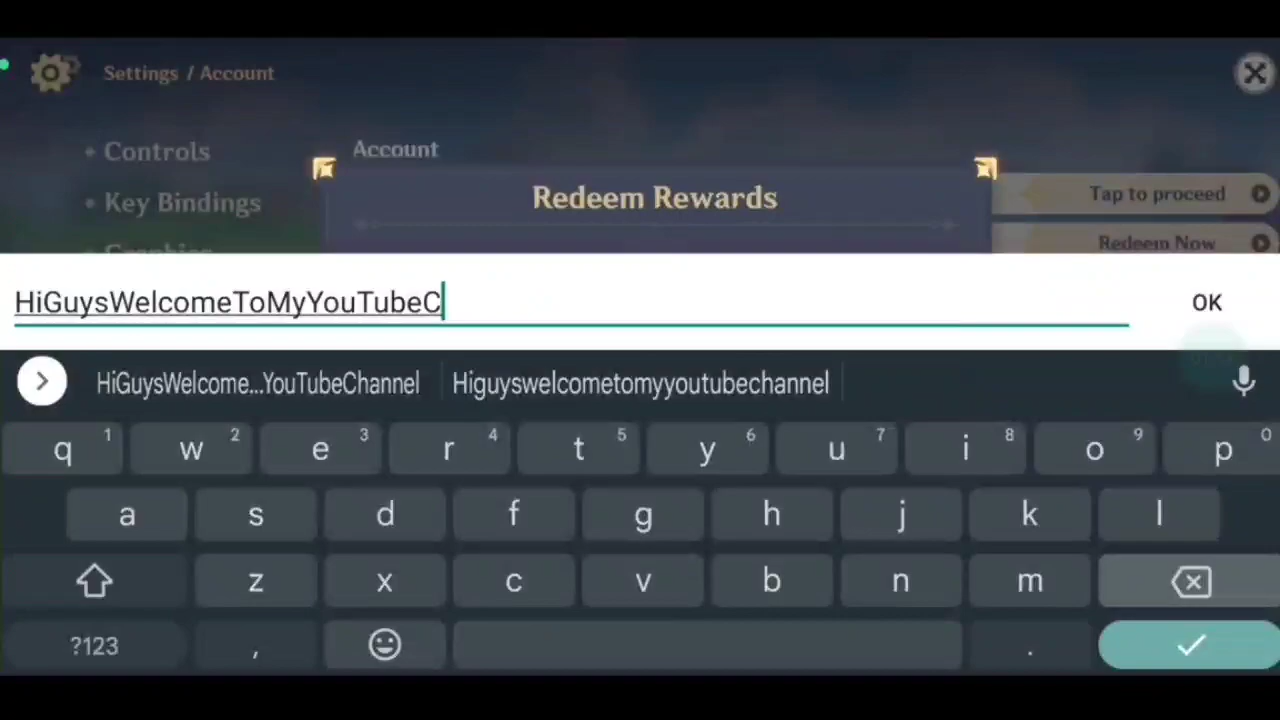 Settings / Account
Controls
Account
Redeem Rewards
Key Bindings
Tap to proceed
Graphics
Redeem Now
HiGuysWelcomeToMyYouTubeC
OK
HiGuysWelcome...YouTubeChannel
Higuyswelcometomyyoutubechannel
q 1 w 2 e 3 r 4 t 5 y 6 u 7 i 8 o 9 p 0
a s d f g h j k l
z x c v b n m
?123 , .